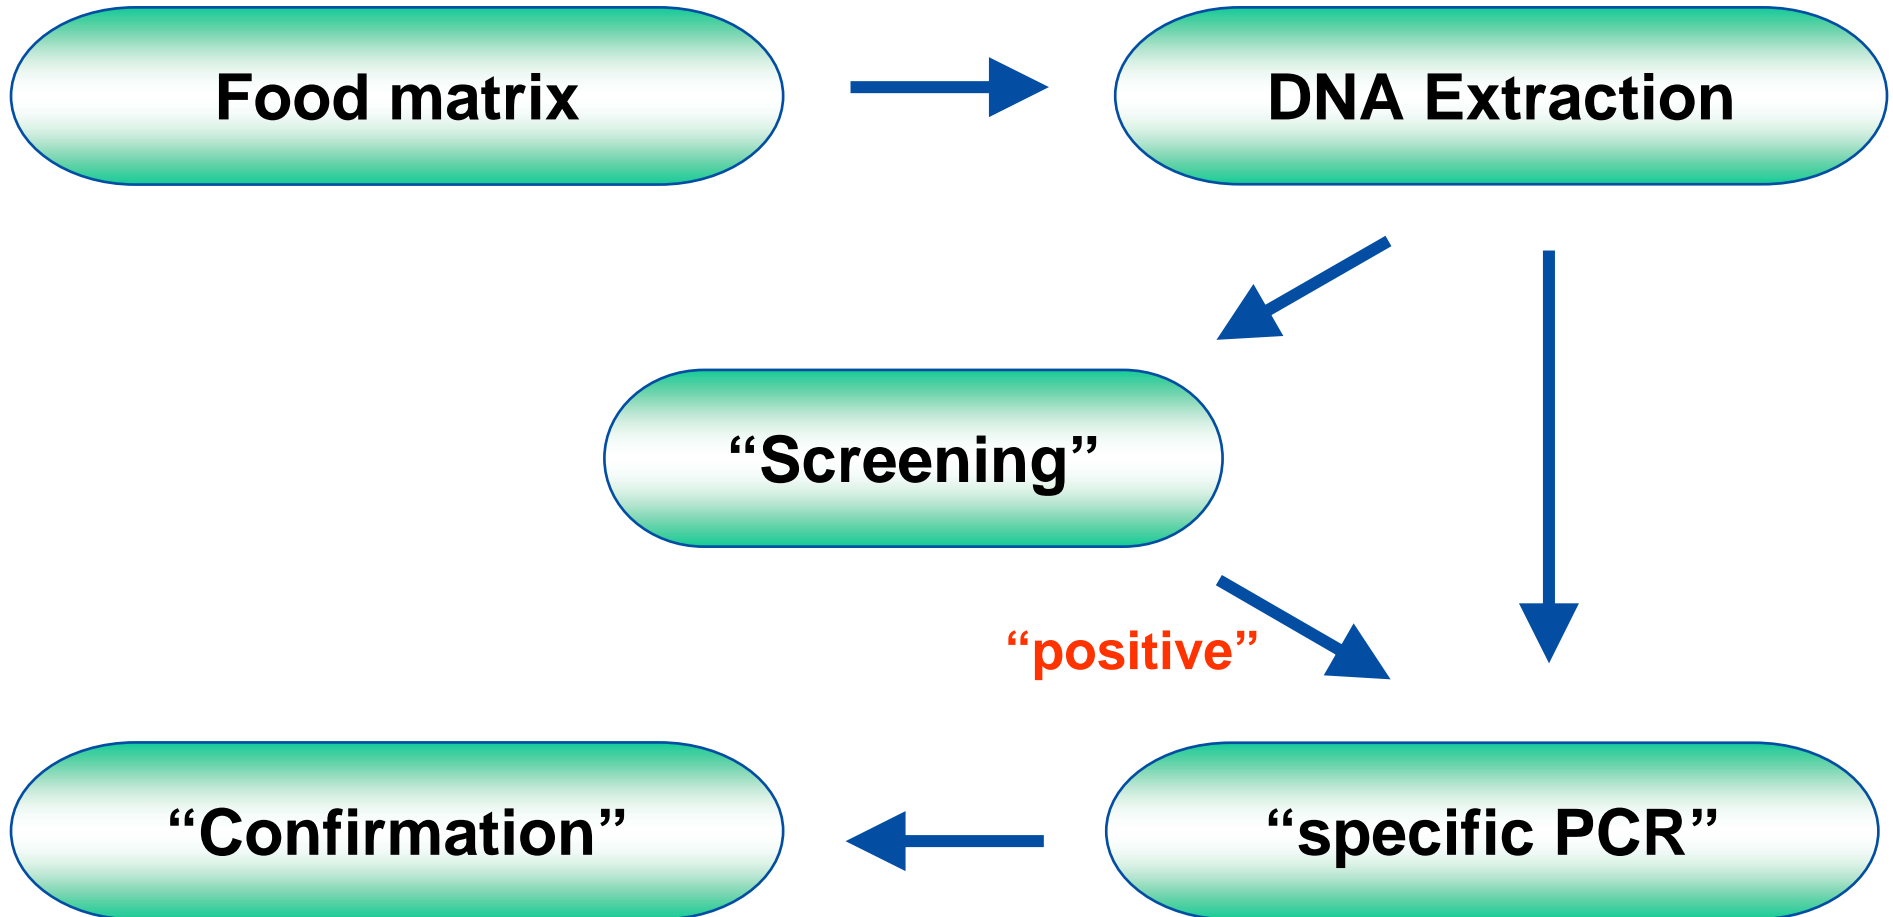 Food matrix
DNA Extraction
“Screening”
“positive”
“Confirmation”
“specific PCR”